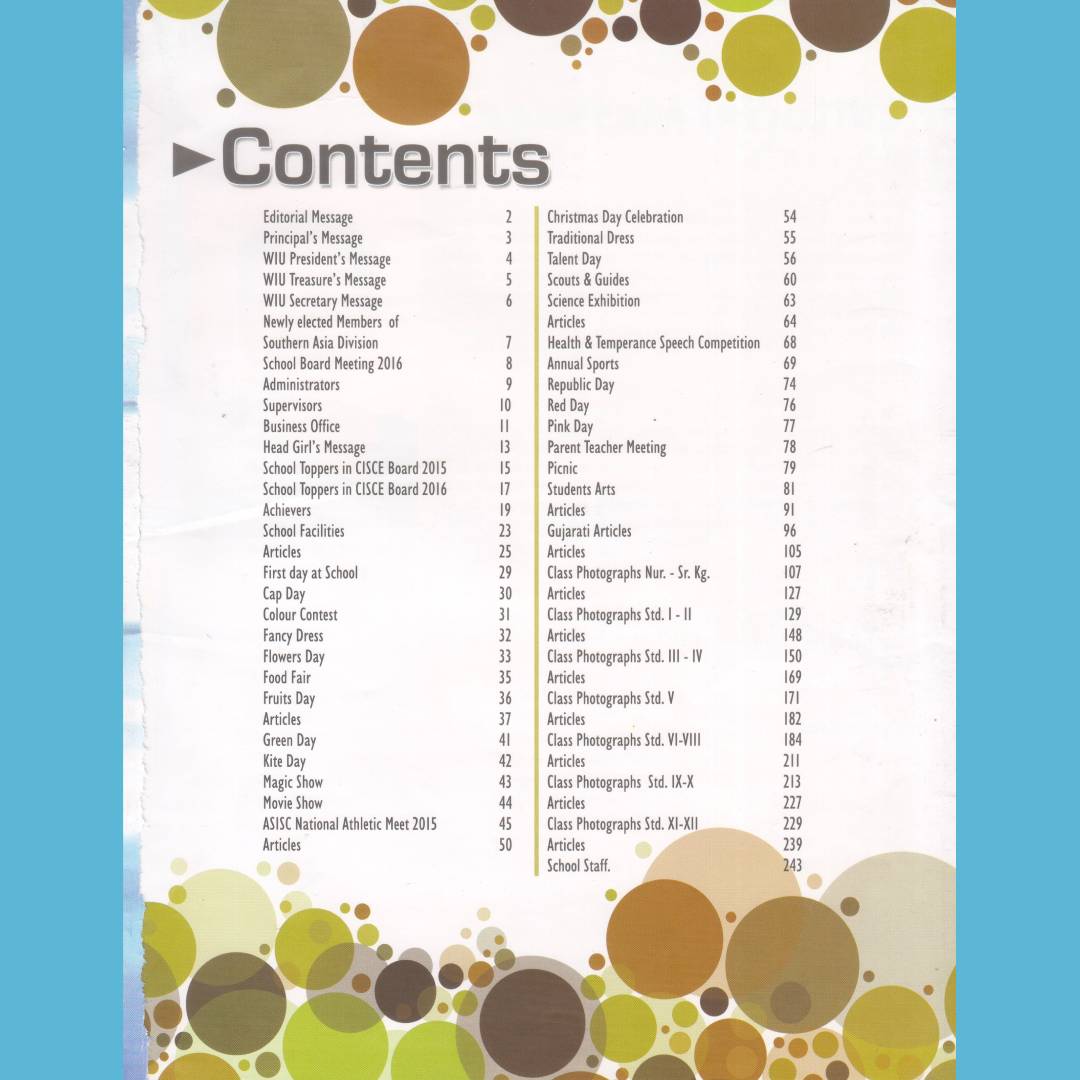 Contents
Editorial Message 2
Principal's Message 3
WIU President's Message 4
WIU Treasure's Message 5
WIU Secretary Message 6
Newly elected Members of
Southern Asia Division 7
School Board Meeting 2016 8
Administrators 9
Supervisors 10
Business Office 11
Head Girl's Message 13
School Toppers in CISCE Board 2015 15
School Toppers in CISCE Board 2016 17
Achievers 19
School Facilities 23
Articles 25
First day at School 29
Cap Day 30
Colour Contest 31
Fancy Dress 32
Flowers Day 33
Food Fair 35
Fruits Day 36
Articles 37
Green Day 41
Kite Day 42
Magic Show 43
Movie Show 44
ASISC National Athletic Meet 2015 45
Articles 50
Christmas Day Celebration 54
Traditional Dress 55
Talent Day 56
Scouts & Guides 60
Science Exhibition 63
Articles 64
Health & Temperance Speech Competition 68
Annual Sports 69
Republic Day 74
Red Day 76
Pink Day 77
Parent Teacher Meeting 78
Picnic 79
Students Arts 81
Articles 91
Gujarati Articles 96
Articles 105
Class Photographs Nur. - Sr. Kg. 107
Articles 127
Class Photographs Std. I - II 129
Articles 148
Class Photographs Std. III - IV 150
Articles 169
Class Photographs Std. V 171
Articles 182
Class Photographs Std. VI-VIII 184
Articles 211
Class Photographs Std. IX-X 213
Articles 227
Class Photographs Std. XI-XII 229
Articles 239
School Staff. 243